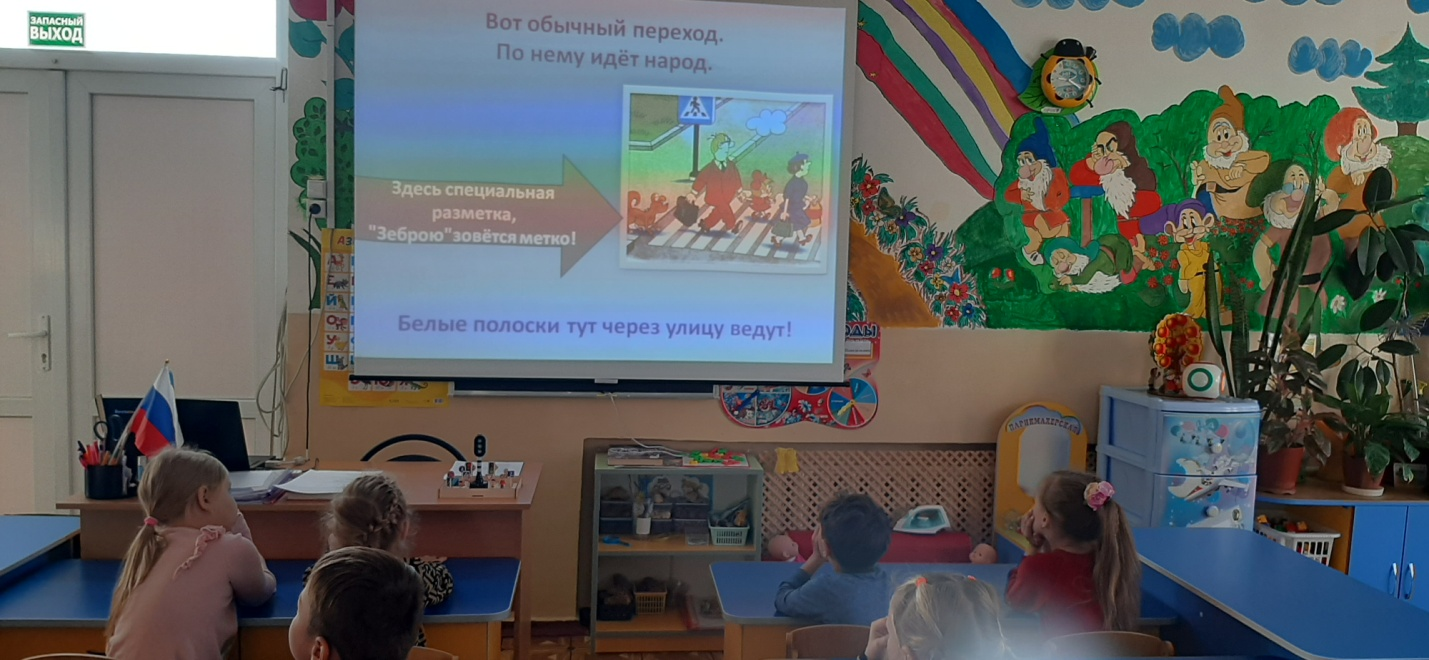 ЗАПАСНЫЙ
ВЫХОД
Вот обычный переход.
По нему идёт народ.
Здесь специальная
разметка,
"Зеброю"зовётся метко!
Белые полоски тут через улицу ведут!
ПАРИКМАХЕРСКАЯ